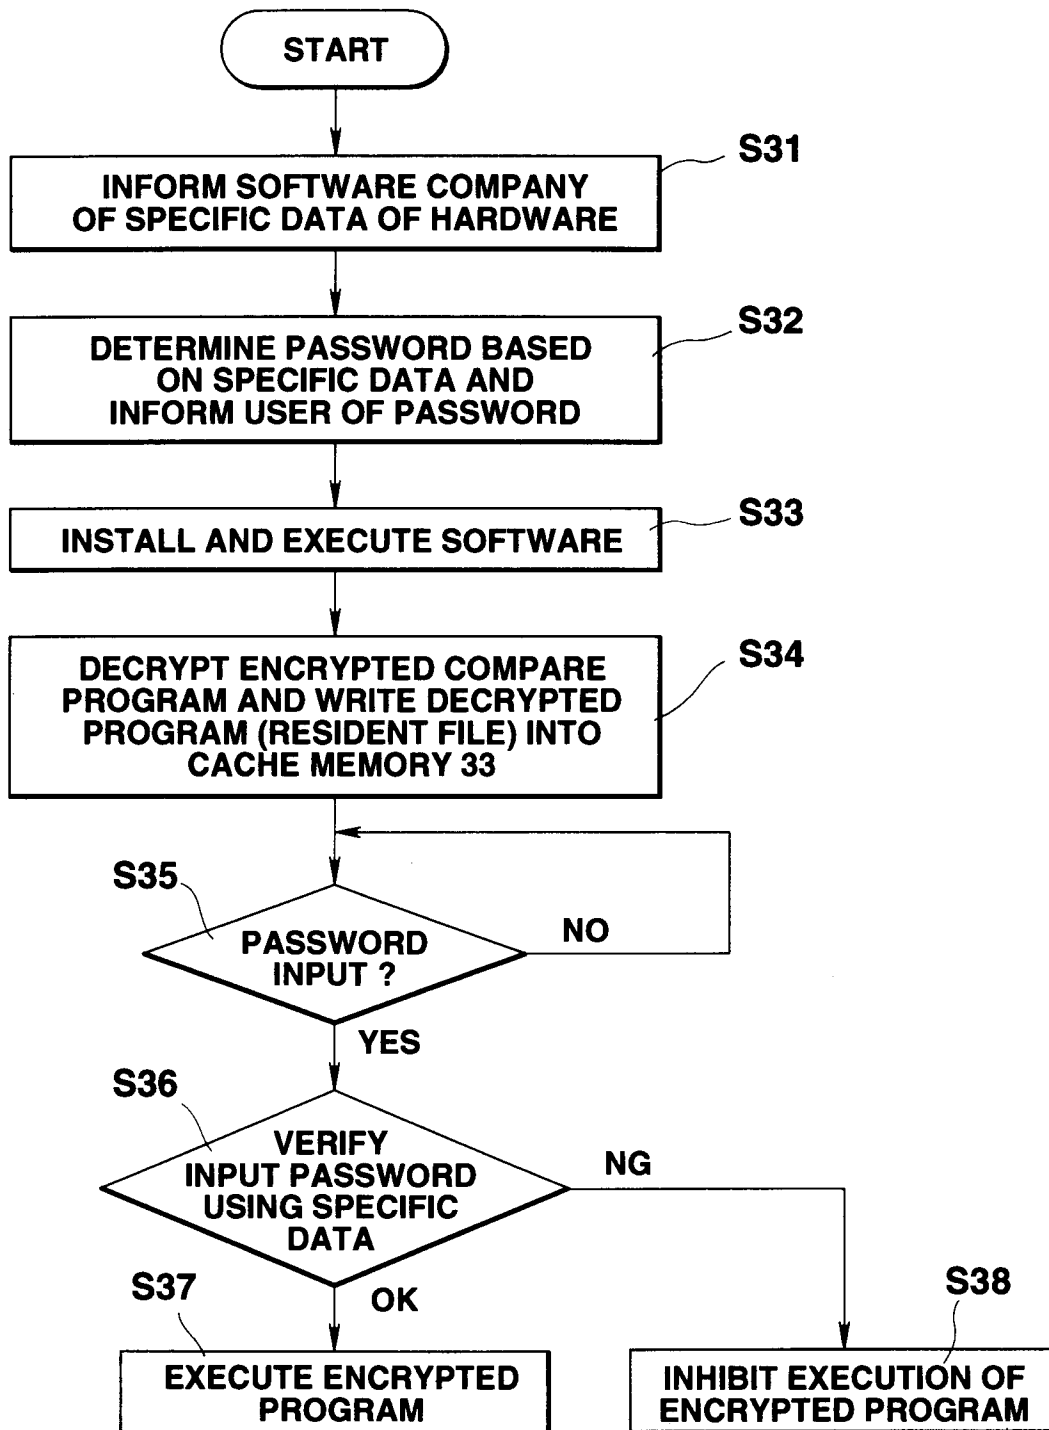 START
S31
INFORM SOFTWARE COMPANY
OF SPECIFIC DATA OF HARDWARE
S32
DETERMINE PASSWORD BASED
ON SPECIFIC DATA AND
INFORM USER OF PASSWORD
S33
INSTALL AND EXECUTE SOFTWARE
S34
DECRYPT ENCRYPTED COMPARE
PROGRAM AND WRITE DECRYPTED
PROGRAM (RESIDENT FILE) INTO
CACHE MEMORY 33
S35
PASSWORD
INPUT ?
NO
YES
S36
VERIFY
INPUT PASSWORD
USING SPECIFIC
DATA
NG
OK
S37
EXECUTE ENCRYPTED
PROGRAM
S38
INHIBIT EXECUTION OF
ENCRYPTED PROGRAM